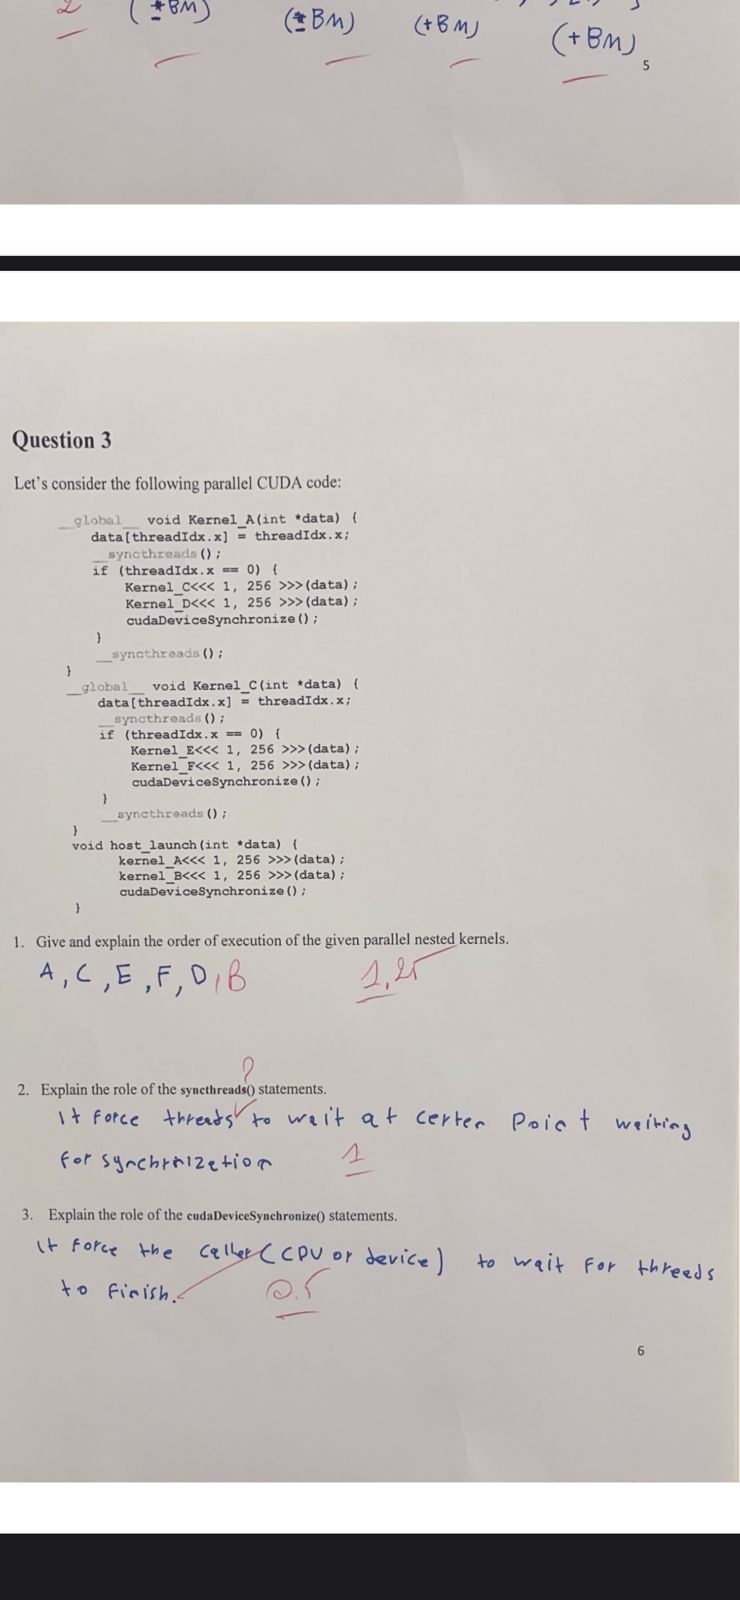 2 (±BM) (±BM) (+BM) (+BM)
5
Question 3
Let's consider the following parallel CUDA code:
__global__ void Kernel_A(int *data) {
data[threadIdx.x] = threadIdx.x;
__syncthreads();
if (threadIdx.x == 0) {
Kernel_C<<< 1, 256 >>>(data);
Kernel_D<<< 1, 256 >>>(data);
cudaDeviceSynchronize();
}
__syncthreads();
}
__global__ void Kernel_C(int *data) {
data[threadIdx.x] = threadIdx.x;
__syncthreads();
if (threadIdx.x == 0) {
Kernel_E<<< 1, 256 >>>(data);
Kernel_F<<< 1, 256 >>>(data);
cudaDeviceSynchronize();
}
__syncthreads();
}
void host_launch(int *data) {
kernel_A<<< 1, 256 >>>(data);
kernel_B<<< 1, 256 >>>(data);
cudaDeviceSynchronize();
}
1. Give and explain the order of execution of the given parallel nested kernels.
A, C, E, F, D, B 1,25
?
2. Explain the role of the syncthreads() statements.
It force threads to wait at certen point weiting
for synchrnization 1
3. Explain the role of the cudaDeviceSynchronize() statements.
It force the caller (CPU or device) to wait for threeds
to finish. 0.5
6